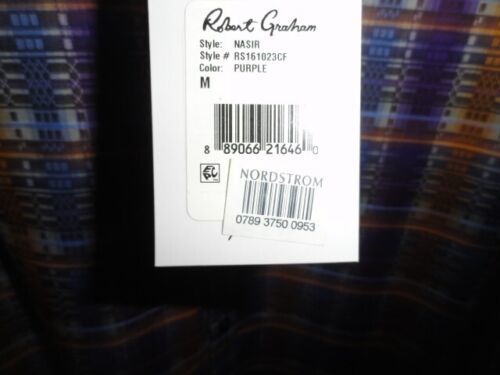 Robert Graham
Style: NASIR
Style # RS161023CF
Color: PURPLE
M
8 89066 21646 0
NORDSTROM
0789 3750 0953